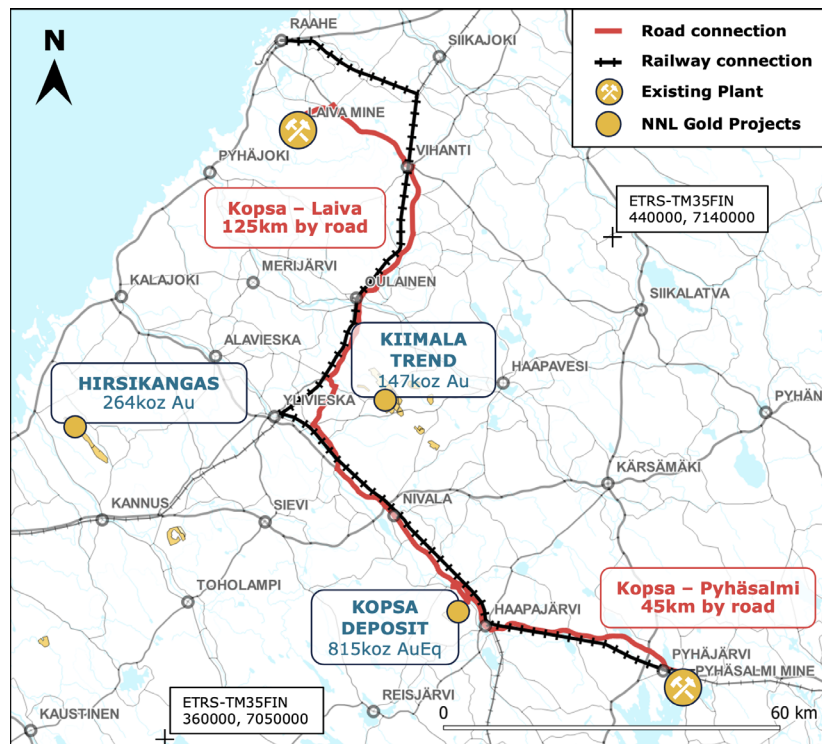 RAAHE
N
SIIKAJOKI
Road connection
Railway connection
Existing Plant
NNL Gold Projects
LAIVA MINE
PYHÄJOKI
VIHANTI
Kopsa – Laiva
125km by road
ETRS-TM35FIN
440000, 7140000
MERIJÄRVI
OULAINEN
KALAJOKI
SIIKALATVA
ALAVIESKA
KIIMALA
TREND
147koz Au
HAAPAVESI
HIRSIKANGAS
264koz Au
YLIVIESKA
PYHÄN
KÄRSÄMÄKI
KANNUS
SIEVI
NIVALA
TOHOLAMPI
KOPSA
DEPOSIT
815koz AuEq
HAAPAJÄRVI
Kopsa – Pyhäsalmi
45km by road
PYHÄJÄRVI
PYHÄSALMI MINE
ETRS-TM35FIN
360000, 7050000
REISJÄRVI
KAUSTINEN
0
60 km